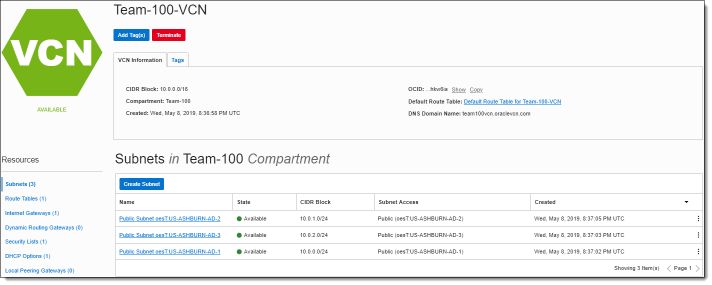 Team-100-VCN
Add Tag(s) Terminate
VCN
AVAILABLE
VCN Information Tags
CIDR Block: 10.0.0.0/16
Compartment: Team-100
Created: Wed, May 8, 2019, 8:36:58 PM UTC
OCID: ...hkw6ia Show Copy
Default Route Table: Default Route Table for Team-100-VCN
DNS Domain Name: team100vcn.oraclevcn.com
Resources
Subnets (3)
Route Tables (1)
Internet Gateways (1)
Dynamic Routing Gateways (0)
Security Lists (1)
DHCP Options (1)
Local Peering Gateways (0)
Subnets in Team-100 Compartment
Create Subnet
Name State CIDR Block Subnet Access Created
Public Subnet oesT:US-ASHBURN-AD-2 Available 10.0.1.0/24 Public (oesT:US-ASHBURN-AD-2) Wed, May 8, 2019, 8:37:05 PM UTC
Public Subnet oesT:US-ASHBURN-AD-3 Available 10.0.2.0/24 Public (oesT:US-ASHBURN-AD-3) Wed, May 8, 2019, 8:37:03 PM UTC
Public Subnet oesT:US-ASHBURN-AD-1 Available 10.0.0.0/24 Public (oesT:US-ASHBURN-AD-1) Wed, May 8, 2019, 8:37:02 PM UTC
Showing 3 Item(s) < Page 1 >